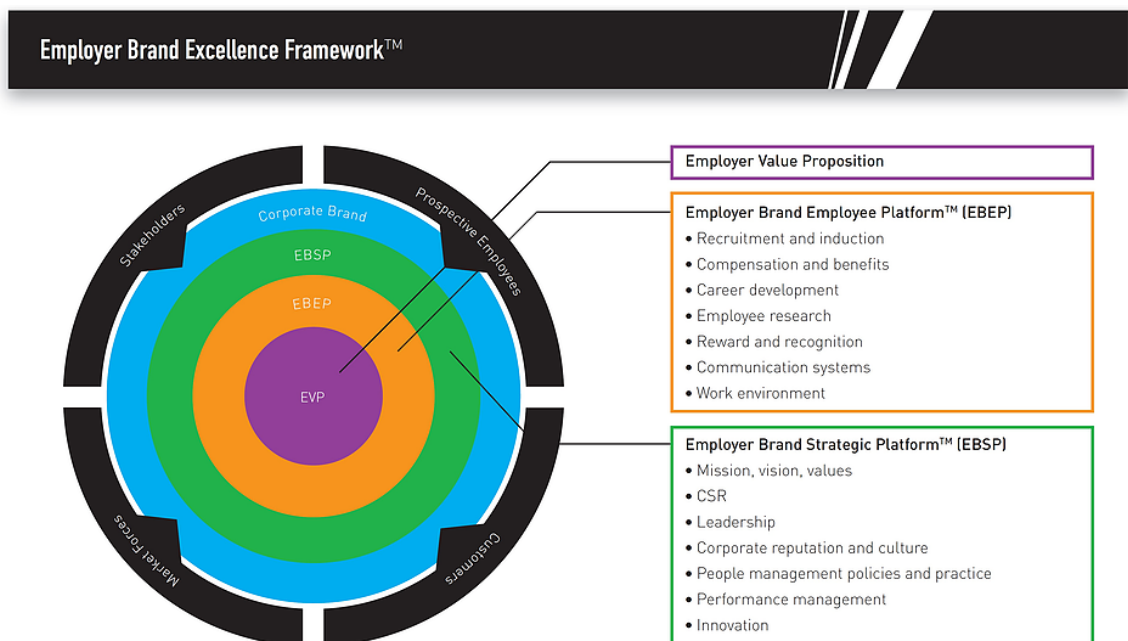 Employer Brand Excellence Framework™
Stakeholders
Prospective Employees
Corporate Brand
EBSP
EBEP
EVP
Market Forces
Customers
Employer Value Proposition
Employer Brand Employee Platform™ (EBEP)
• Recruitment and induction
• Compensation and benefits
• Career development
• Employee research
• Reward and recognition
• Communication systems
• Work environment
Employer Brand Strategic Platform™ (EBSP)
• Mission, vision, values
• CSR
• Leadership
• Corporate reputation and culture
• People management policies and practice
• Performance management
• Innovation